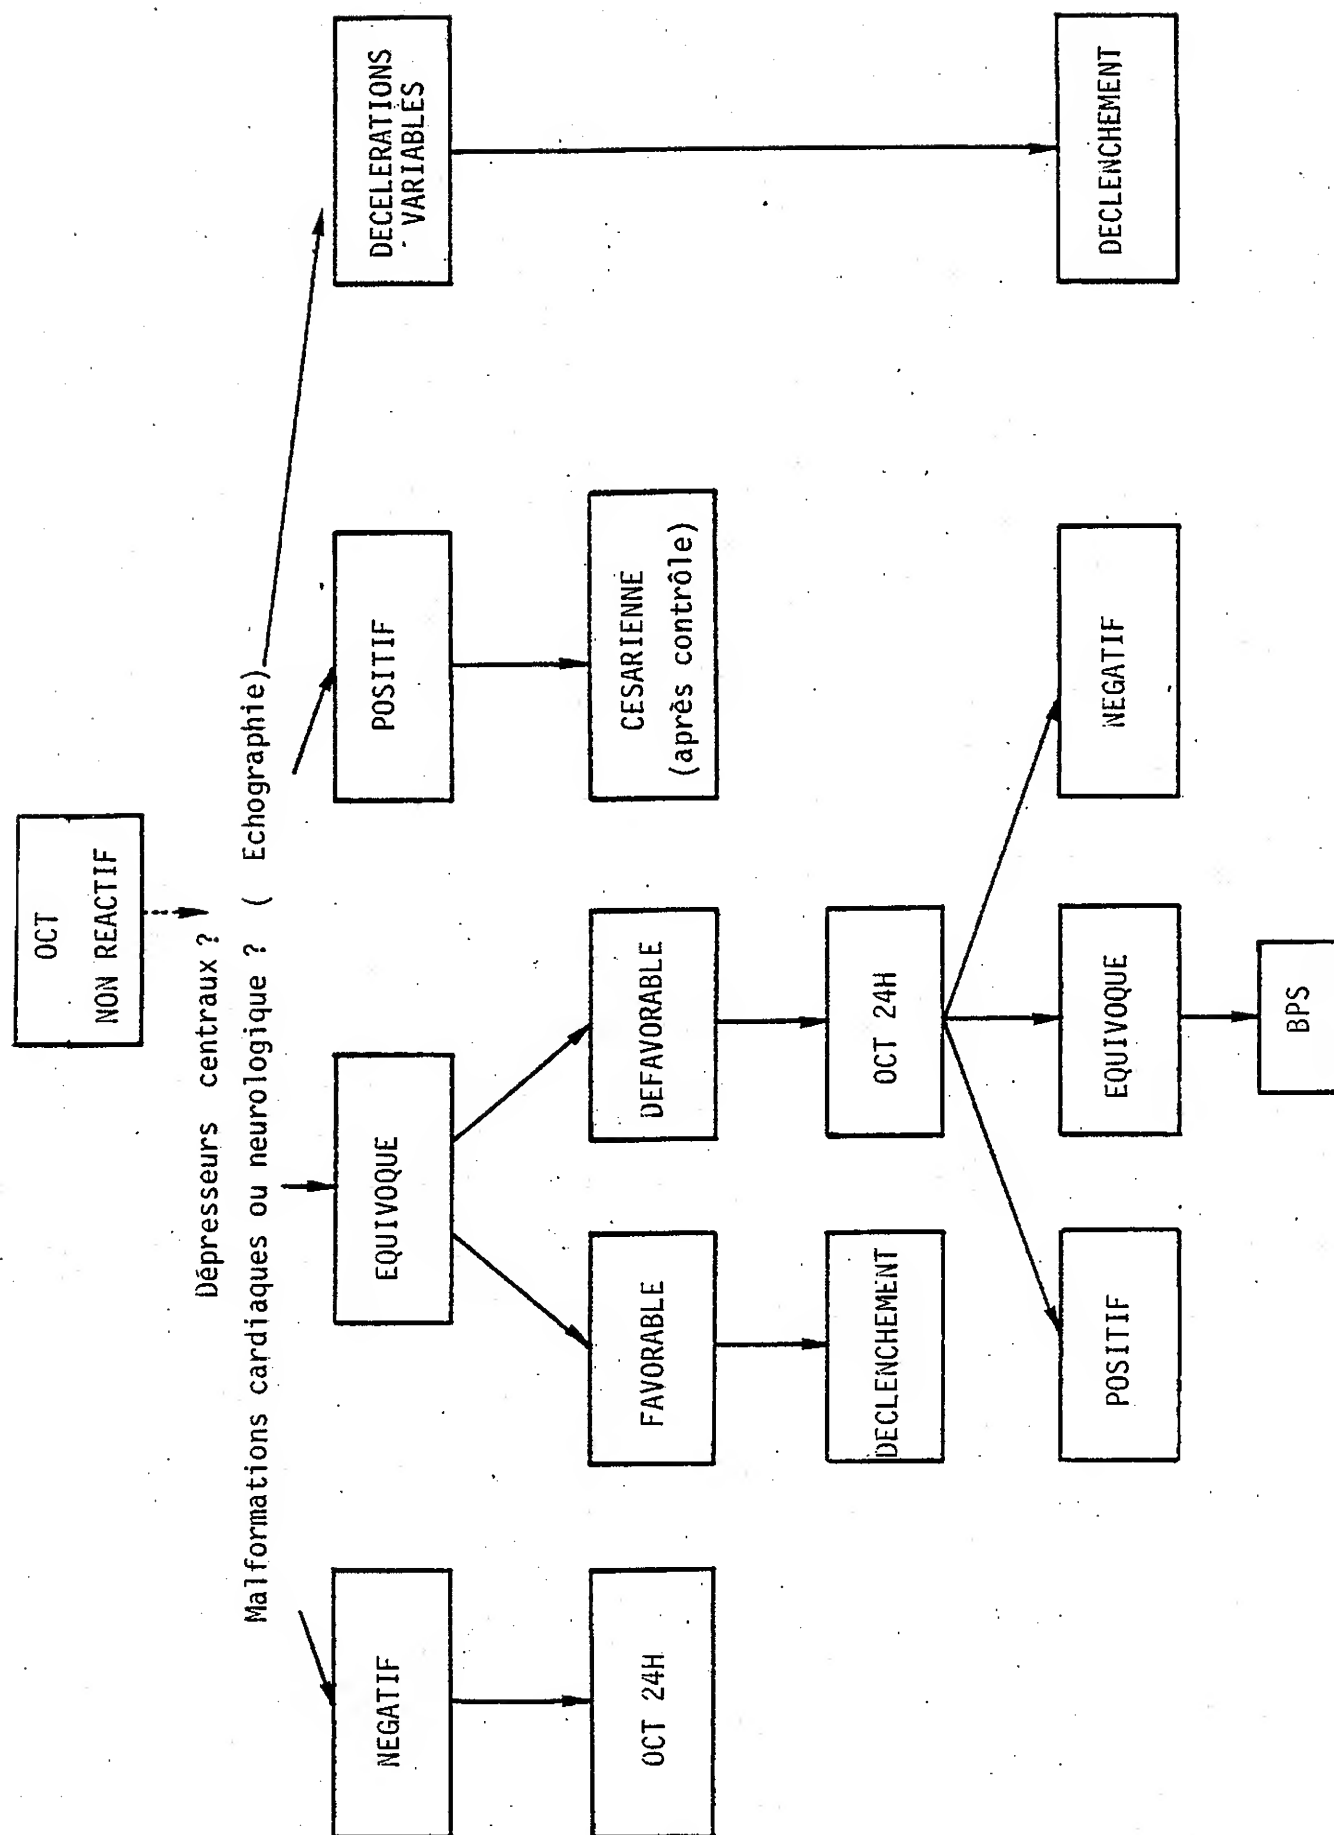 OCT
NON REACTIF
Dépresseurs centraux ?
Malformations cardiaques ou neurologique ? ( Echographie)
NEGATIF
EQUIVOQUE
POSITIF
DECELERATIONS
VARIABLES
OCT 24H
FAVORABLE
DEFAVORABLE
CESARIENNE
(après contrôle)
DECLENCHEMENT
OCT 24H
POSITIF
EQUIVOQUE
NEGATIF
DECLENCHEMENT
BPS